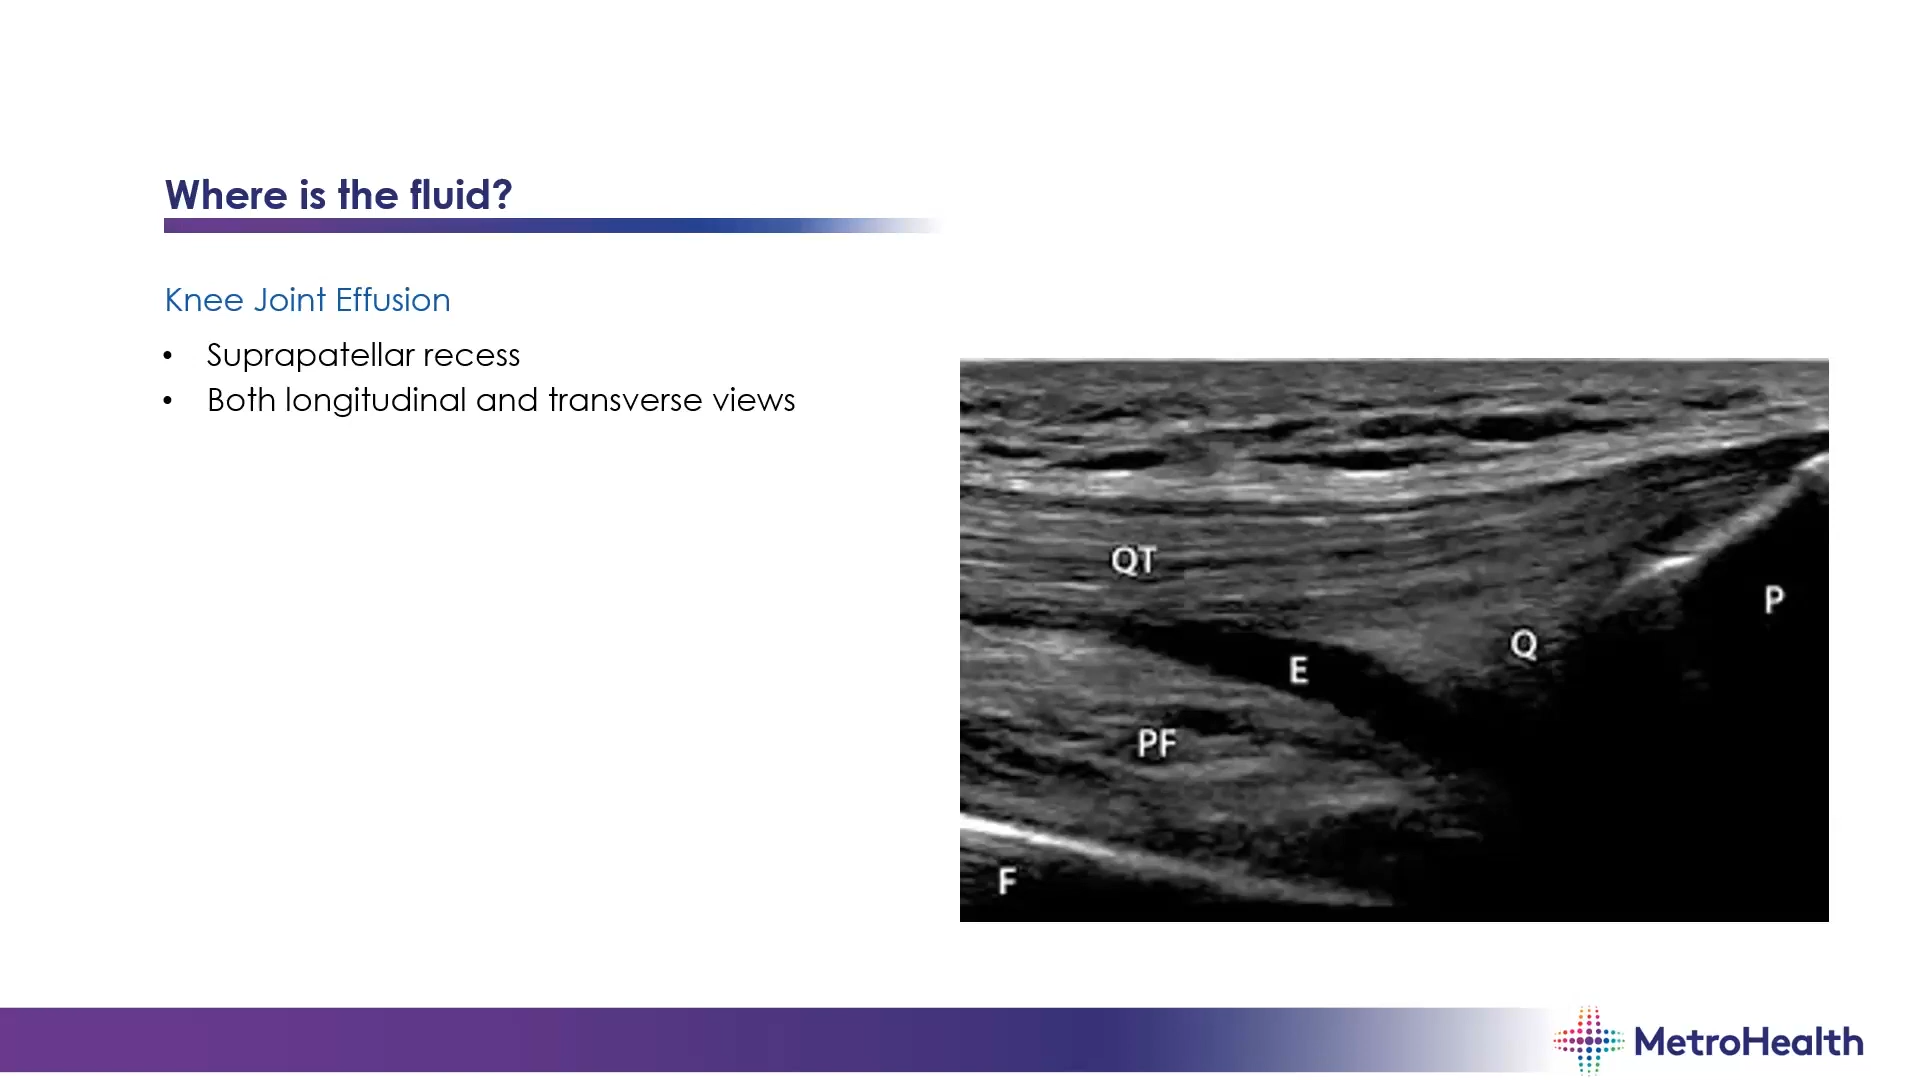 Where is the fluid?
Knee Joint Effusion
• Suprapatellar recess
• Both longitudinal and transverse views
QT
P
Q
E
PF
F
MetroHealth